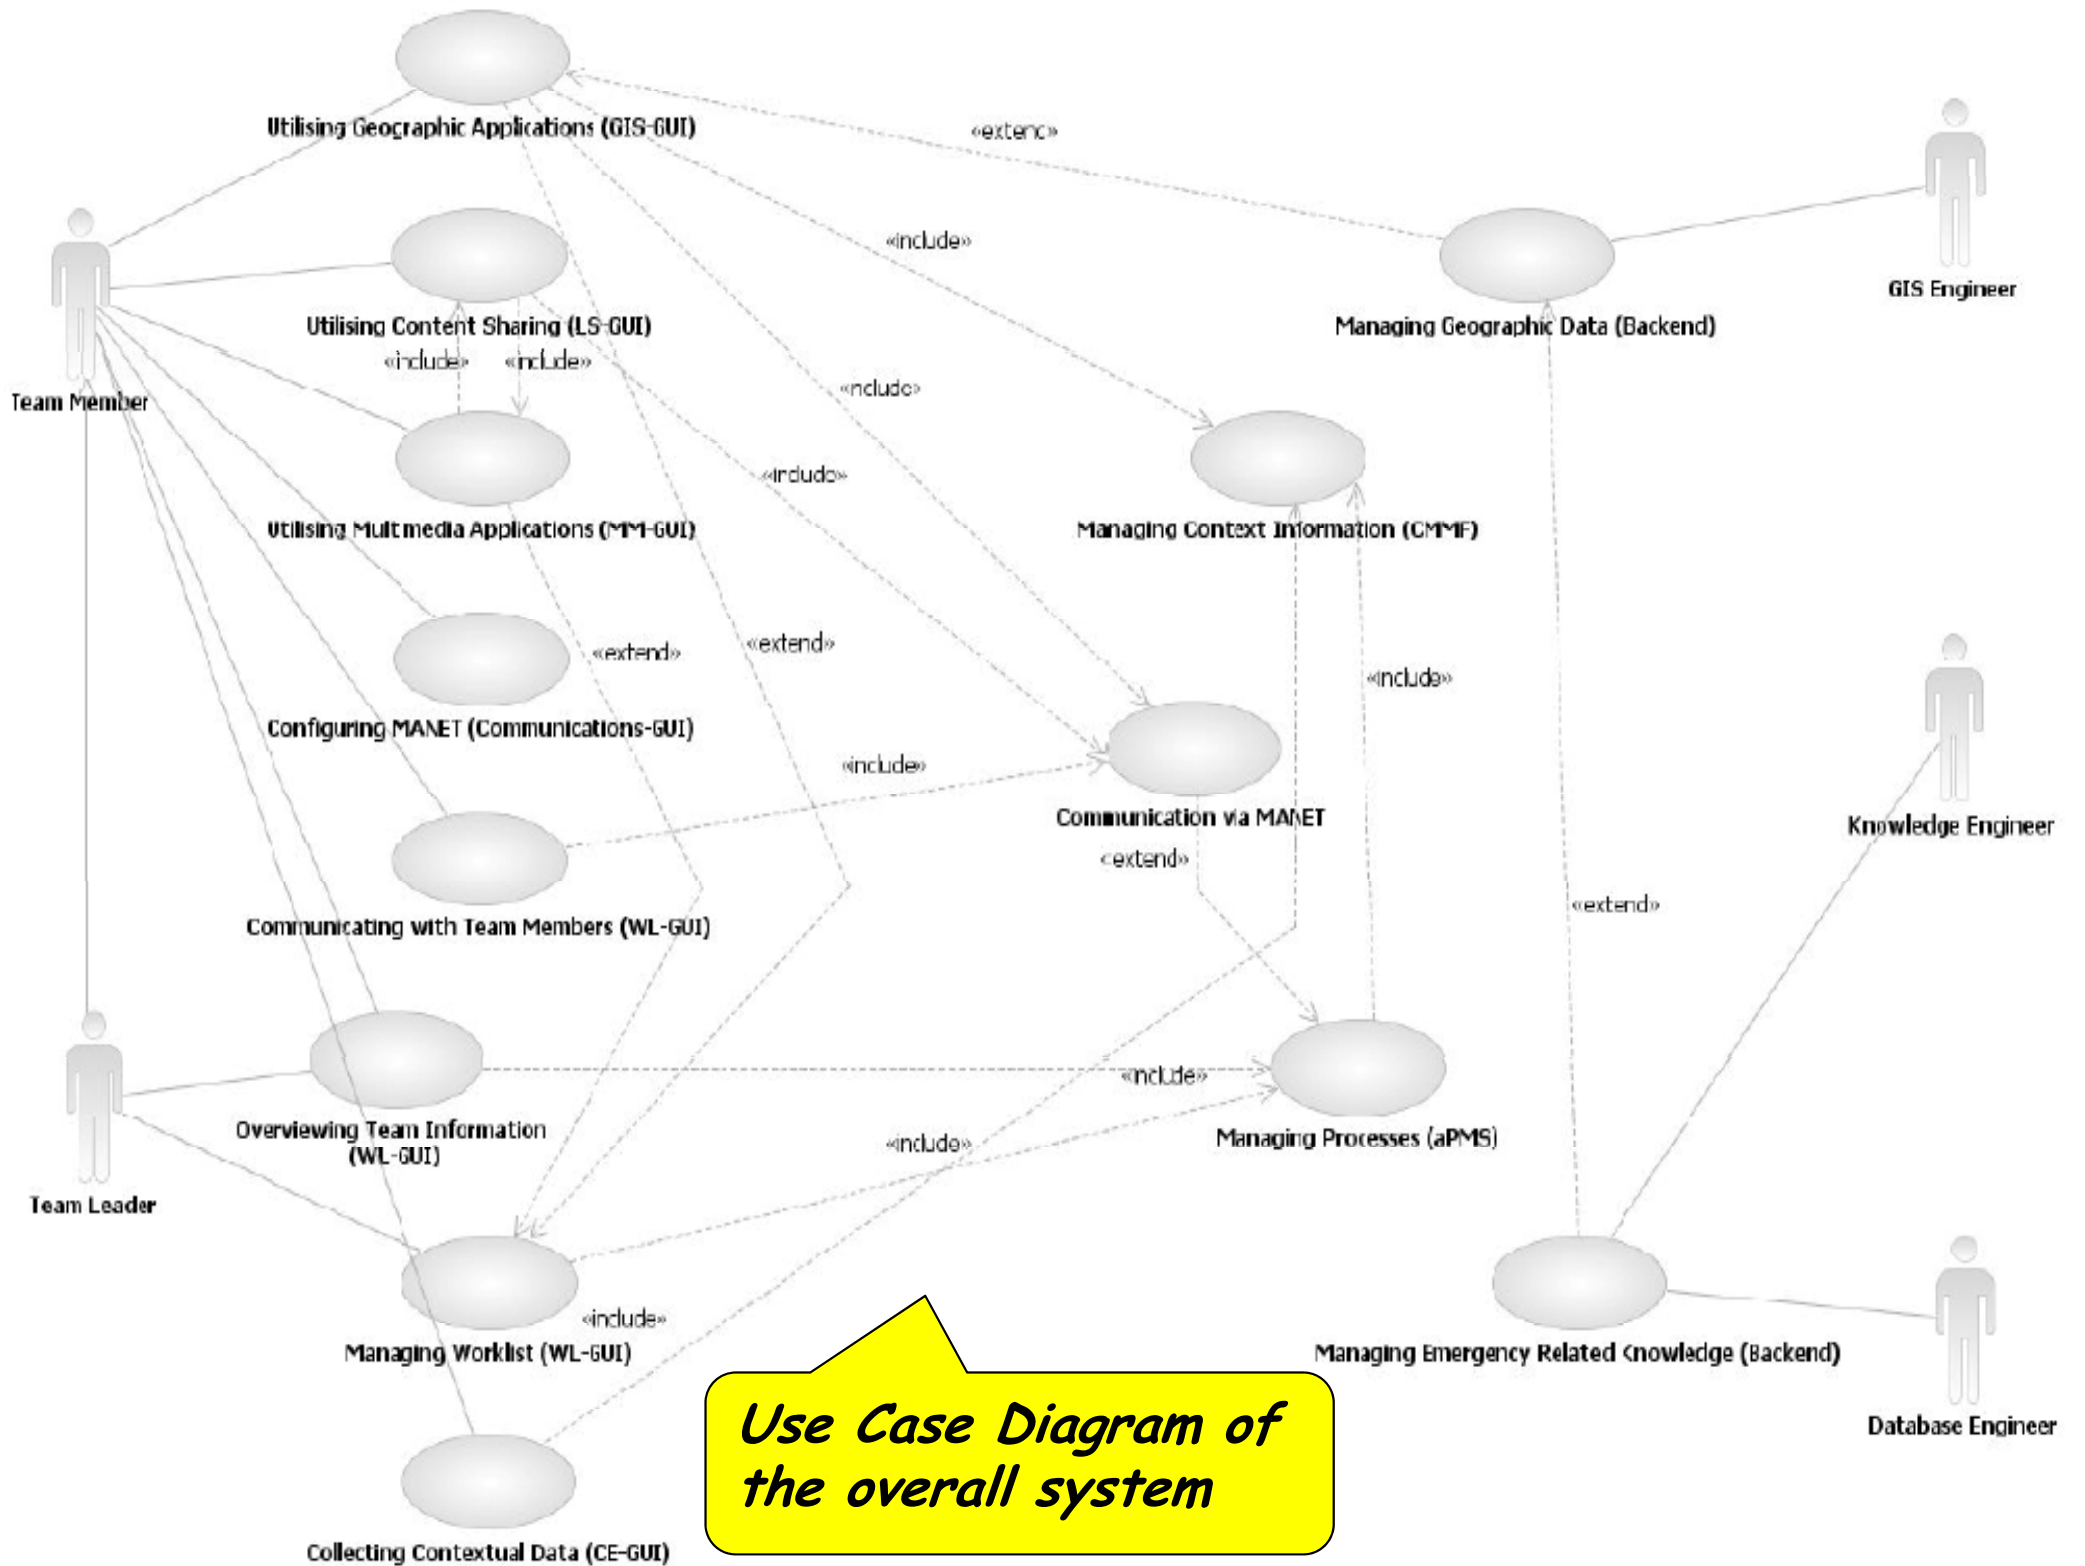 Utilising Geographic Applications (GIS-GUI)
«extend»
«include»
GIS Engineer
Utilising Content Sharing (LS-GUI)
Managing Geographic Data (Backend)
«include» «include»
«include»
Team Member
«include»
Utilising Multimedia Applications (MM-GUI)
Managing Context Information (CMMF)
«extend»
«extend»
«include»
Configuring MANET (Communications-GUI)
«include»
Communication via MANET
Knowledge Engineer
«extend»
«extend»
Communicating with Team Members (WL-GUI)
«include»
Overviewing Team Information
(WL-GUI)
«include»
Managing Processes (aPMS)
Team Leader
«include»
Managing Worklist (WL-GUI)
Managing Emergency Related Knowledge (Backend)
Database Engineer
Use Case Diagram of
the overall system
Collecting Contextual Data (CE-GUI)